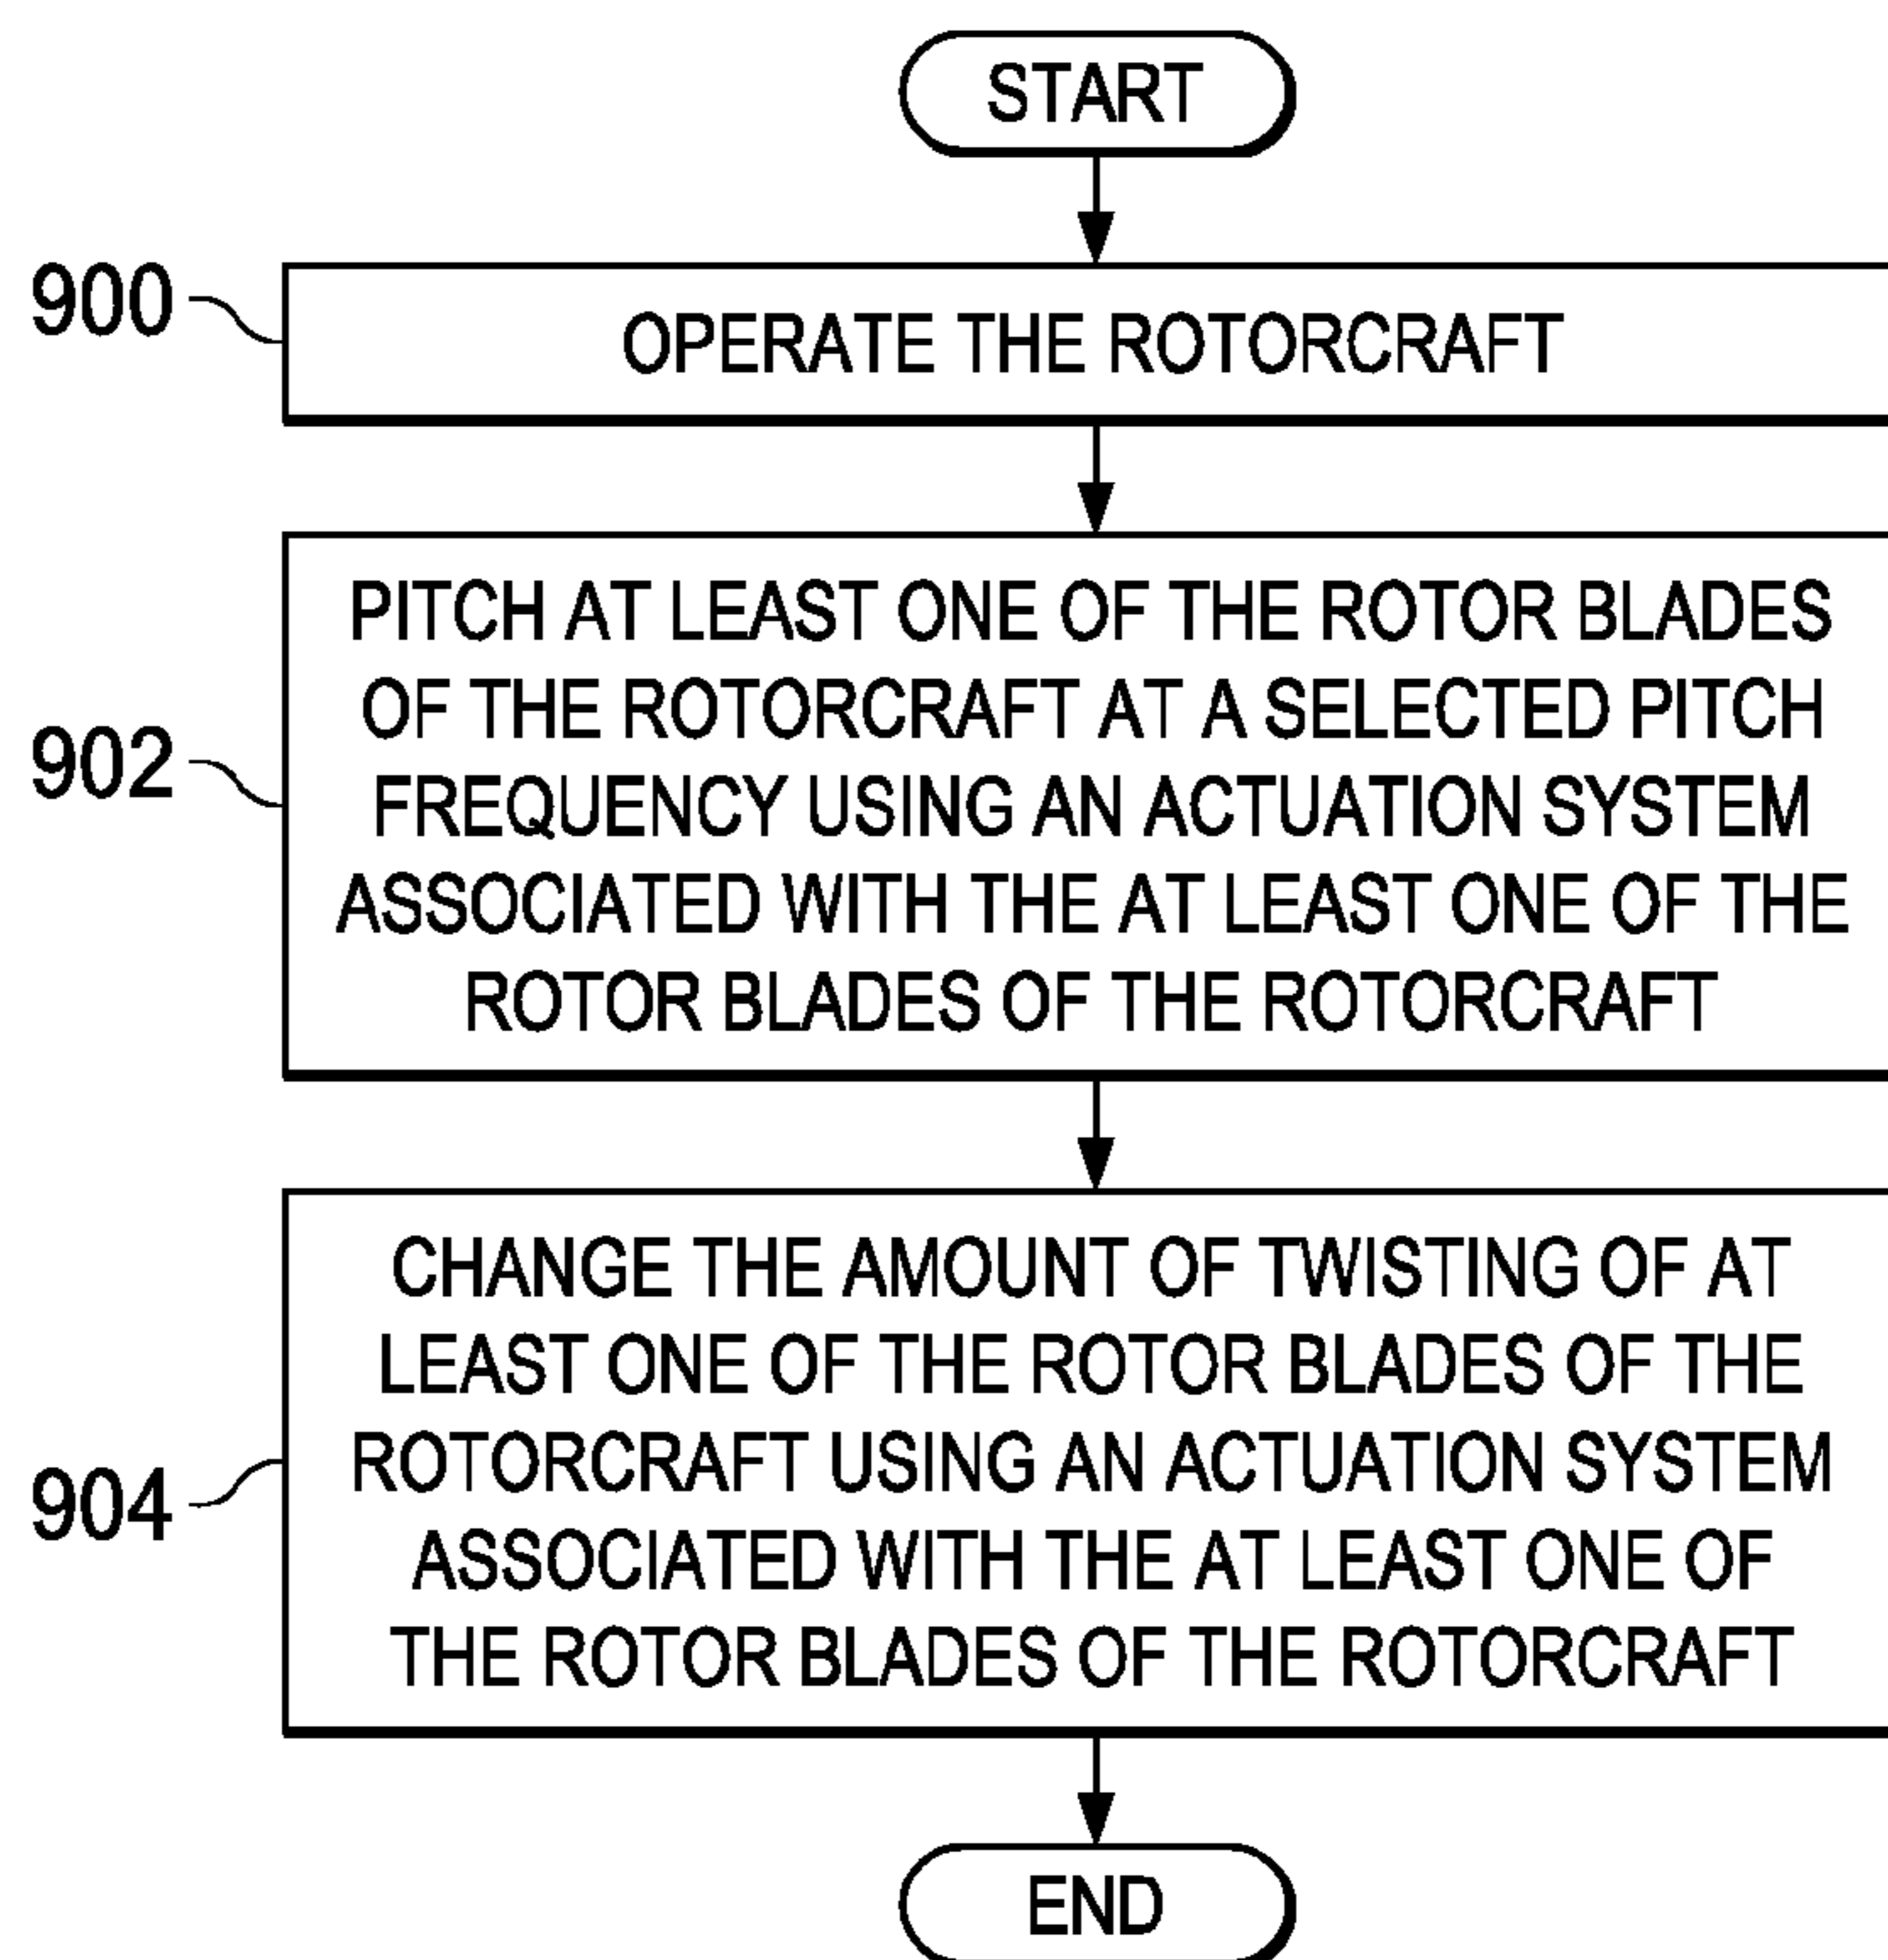 START
900
OPERATE THE ROTORCRAFT
902
PITCH AT LEAST ONE OF THE ROTOR BLADES
OF THE ROTORCRAFT AT A SELECTED PITCH
FREQUENCY USING AN ACTUATION SYSTEM
ASSOCIATED WITH THE AT LEAST ONE OF THE
ROTOR BLADES OF THE ROTORCRAFT
904
CHANGE THE AMOUNT OF TWISTING OF AT
LEAST ONE OF THE ROTOR BLADES OF THE
ROTORCRAFT USING AN ACTUATION SYSTEM
ASSOCIATED WITH THE AT LEAST ONE OF
THE ROTOR BLADES OF THE ROTORCRAFT
END